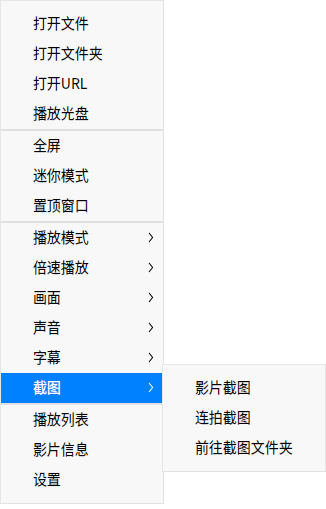 打开文件
打开文件夹
打开URL
播放光盘
全屏
迷你模式
置顶窗口
播放模式
倍速播放
画面
声音
字幕
截图
影片截图
连拍截图
前往截图文件夹
播放列表
影片信息
设置